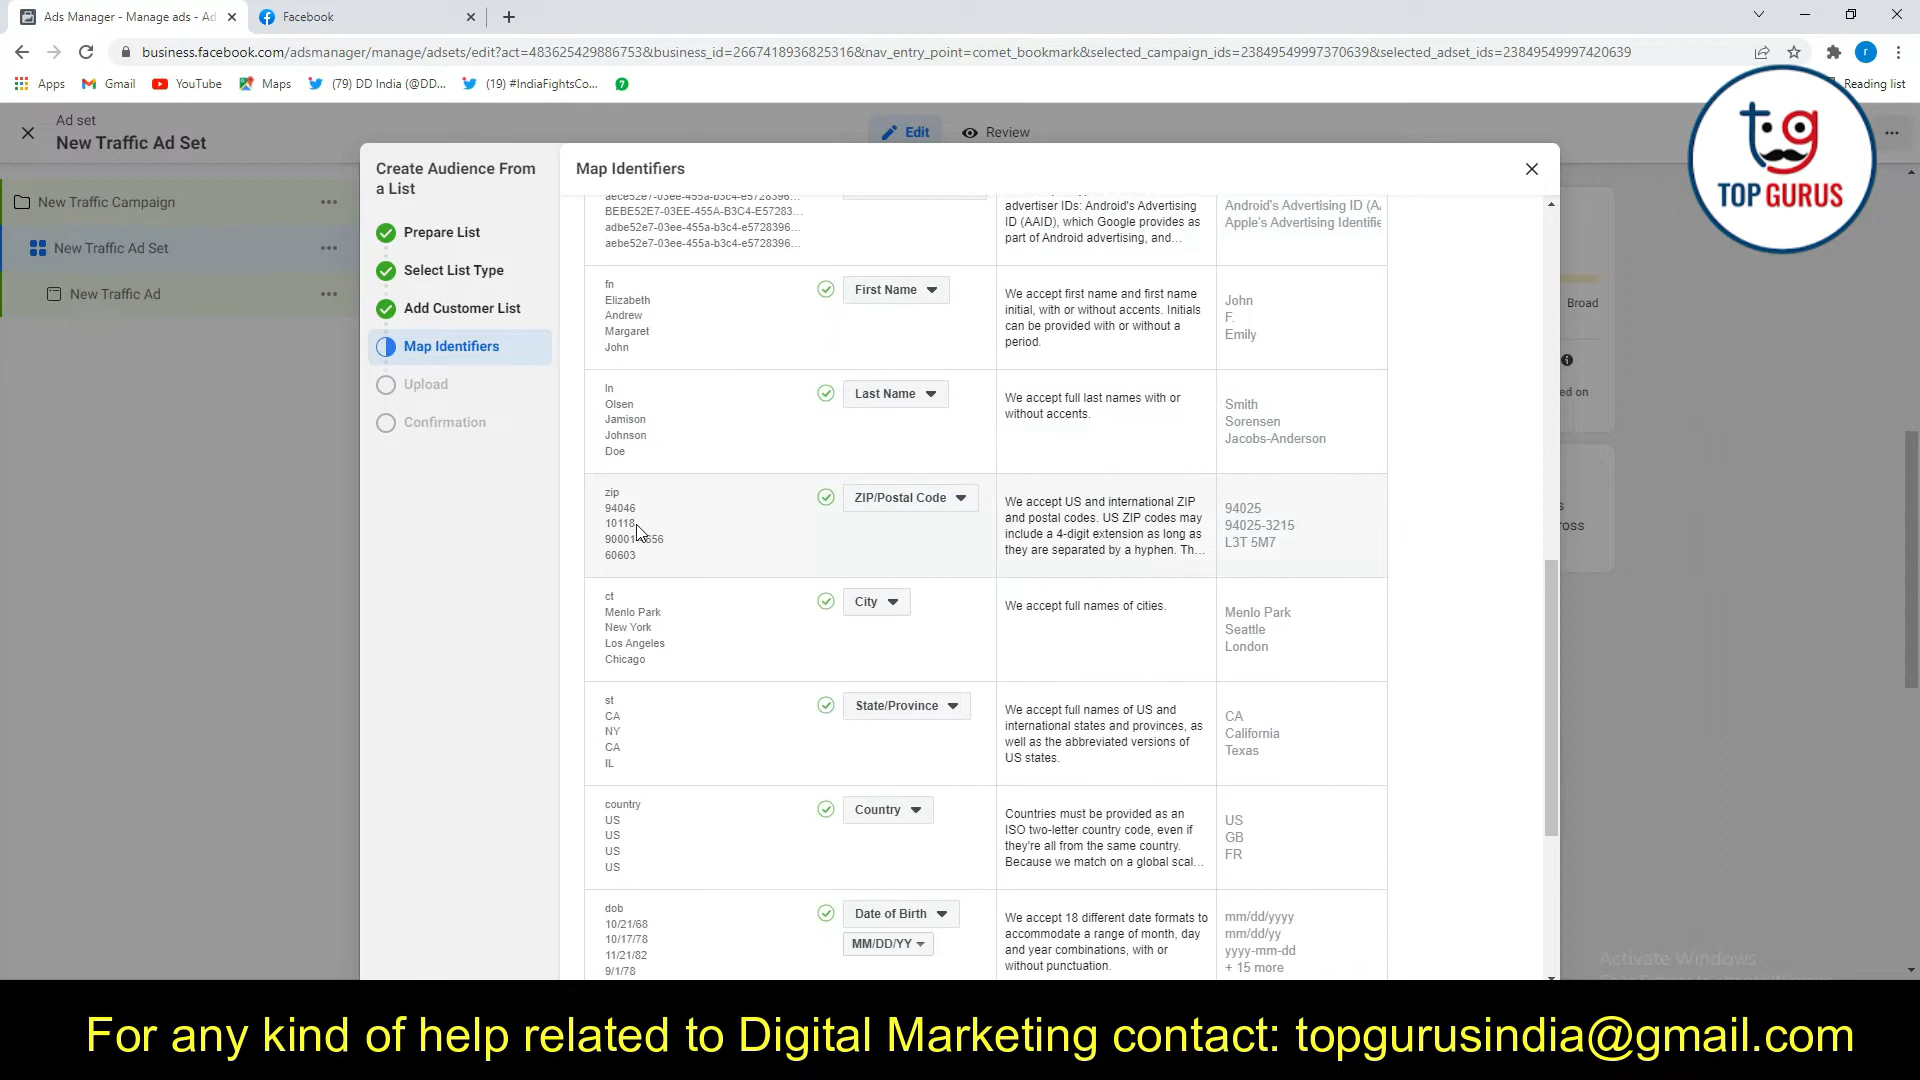 Ads Manager - Manage ads - Ad
Facebook
business.facebook.com/adsmanager/manage/adsets/edit?act=483625429886753&business_id=2667418936825316&nav_entry_point=comet_bookmark&selected_campaign_ids=23849549997370639&selected_adset_ids=23849549997420639
r
Apps
Gmail
YouTube
Maps
(79) DD India (@DD...
(19) #IndiaFightsCo...
7
Reading list
Ad set
New Traffic Ad Set
Edit
Review
tg
TOP GURUS
New Traffic Campaign
New Traffic Ad Set
New Traffic Ad
Create Audience From
a List
Prepare List
Select List Type
Add Customer List
Map Identifiers
Upload
Confirmation
Map Identifiers
aece52e7-03ee-455a-b3c4-e5728396...
BEBE52E7-03EE-455A-B3C4-E57283...
adbe52e7-03ee-455a-b3c4-e5728396...
aebe52e7-03ee-455a-b3c4-e5728396...
advertiser IDs: Android's Advertising
ID (AAID), which Google provides as
part of Android advertising, and...
Android's Advertising ID (A
Apple's Advertising Identifie
fn
Elizabeth
Andrew
Margaret
John
First Name
We accept first name and first name
initial, with or without accents. Initials
can be provided with or without a
period.
John
F.
Emily
ln
Olsen
Jamison
Johnson
Doe
Last Name
We accept full last names with or
without accents.
Smith
Sorensen
Jacobs-Anderson
zip
94046
10118
60603
ZIP/Postal Code
We accept US and international ZIP
and postal codes. US ZIP codes may
include a 4-digit extension as long as
they are separated by a hyphen. Th...
94025
94025-3215
L3T 5M7
ct
Menlo Park
New York
Los Angeles
Chicago
City
We accept full names of cities.
Menlo Park
Seattle
London
st
CA
NY
CA
IL
State/Province
We accept full names of US and
international states and provinces, as
well as the abbreviated versions of
US states.
CA
California
Texas
country
US
US
US
US
Country
Countries must be provided as an
ISO two-letter country code, even if
they're all from the same country.
Because we match on a global scal...
US
GB
FR
dob
10/21/68
10/17/78
11/21/82
9/1/78
Date of Birth
MM/DD/YY
We accept 18 different date formats to
accommodate a range of month, day
and year combinations, with or
without punctuation.
mm/dd/yyyy
mm/dd/yy
yyyy-mm-dd
+ 15 more
Broad
ed on
s
ross
Activate Windows
For any kind of help related to Digital Marketing contact: topgurusindia@gmail.com